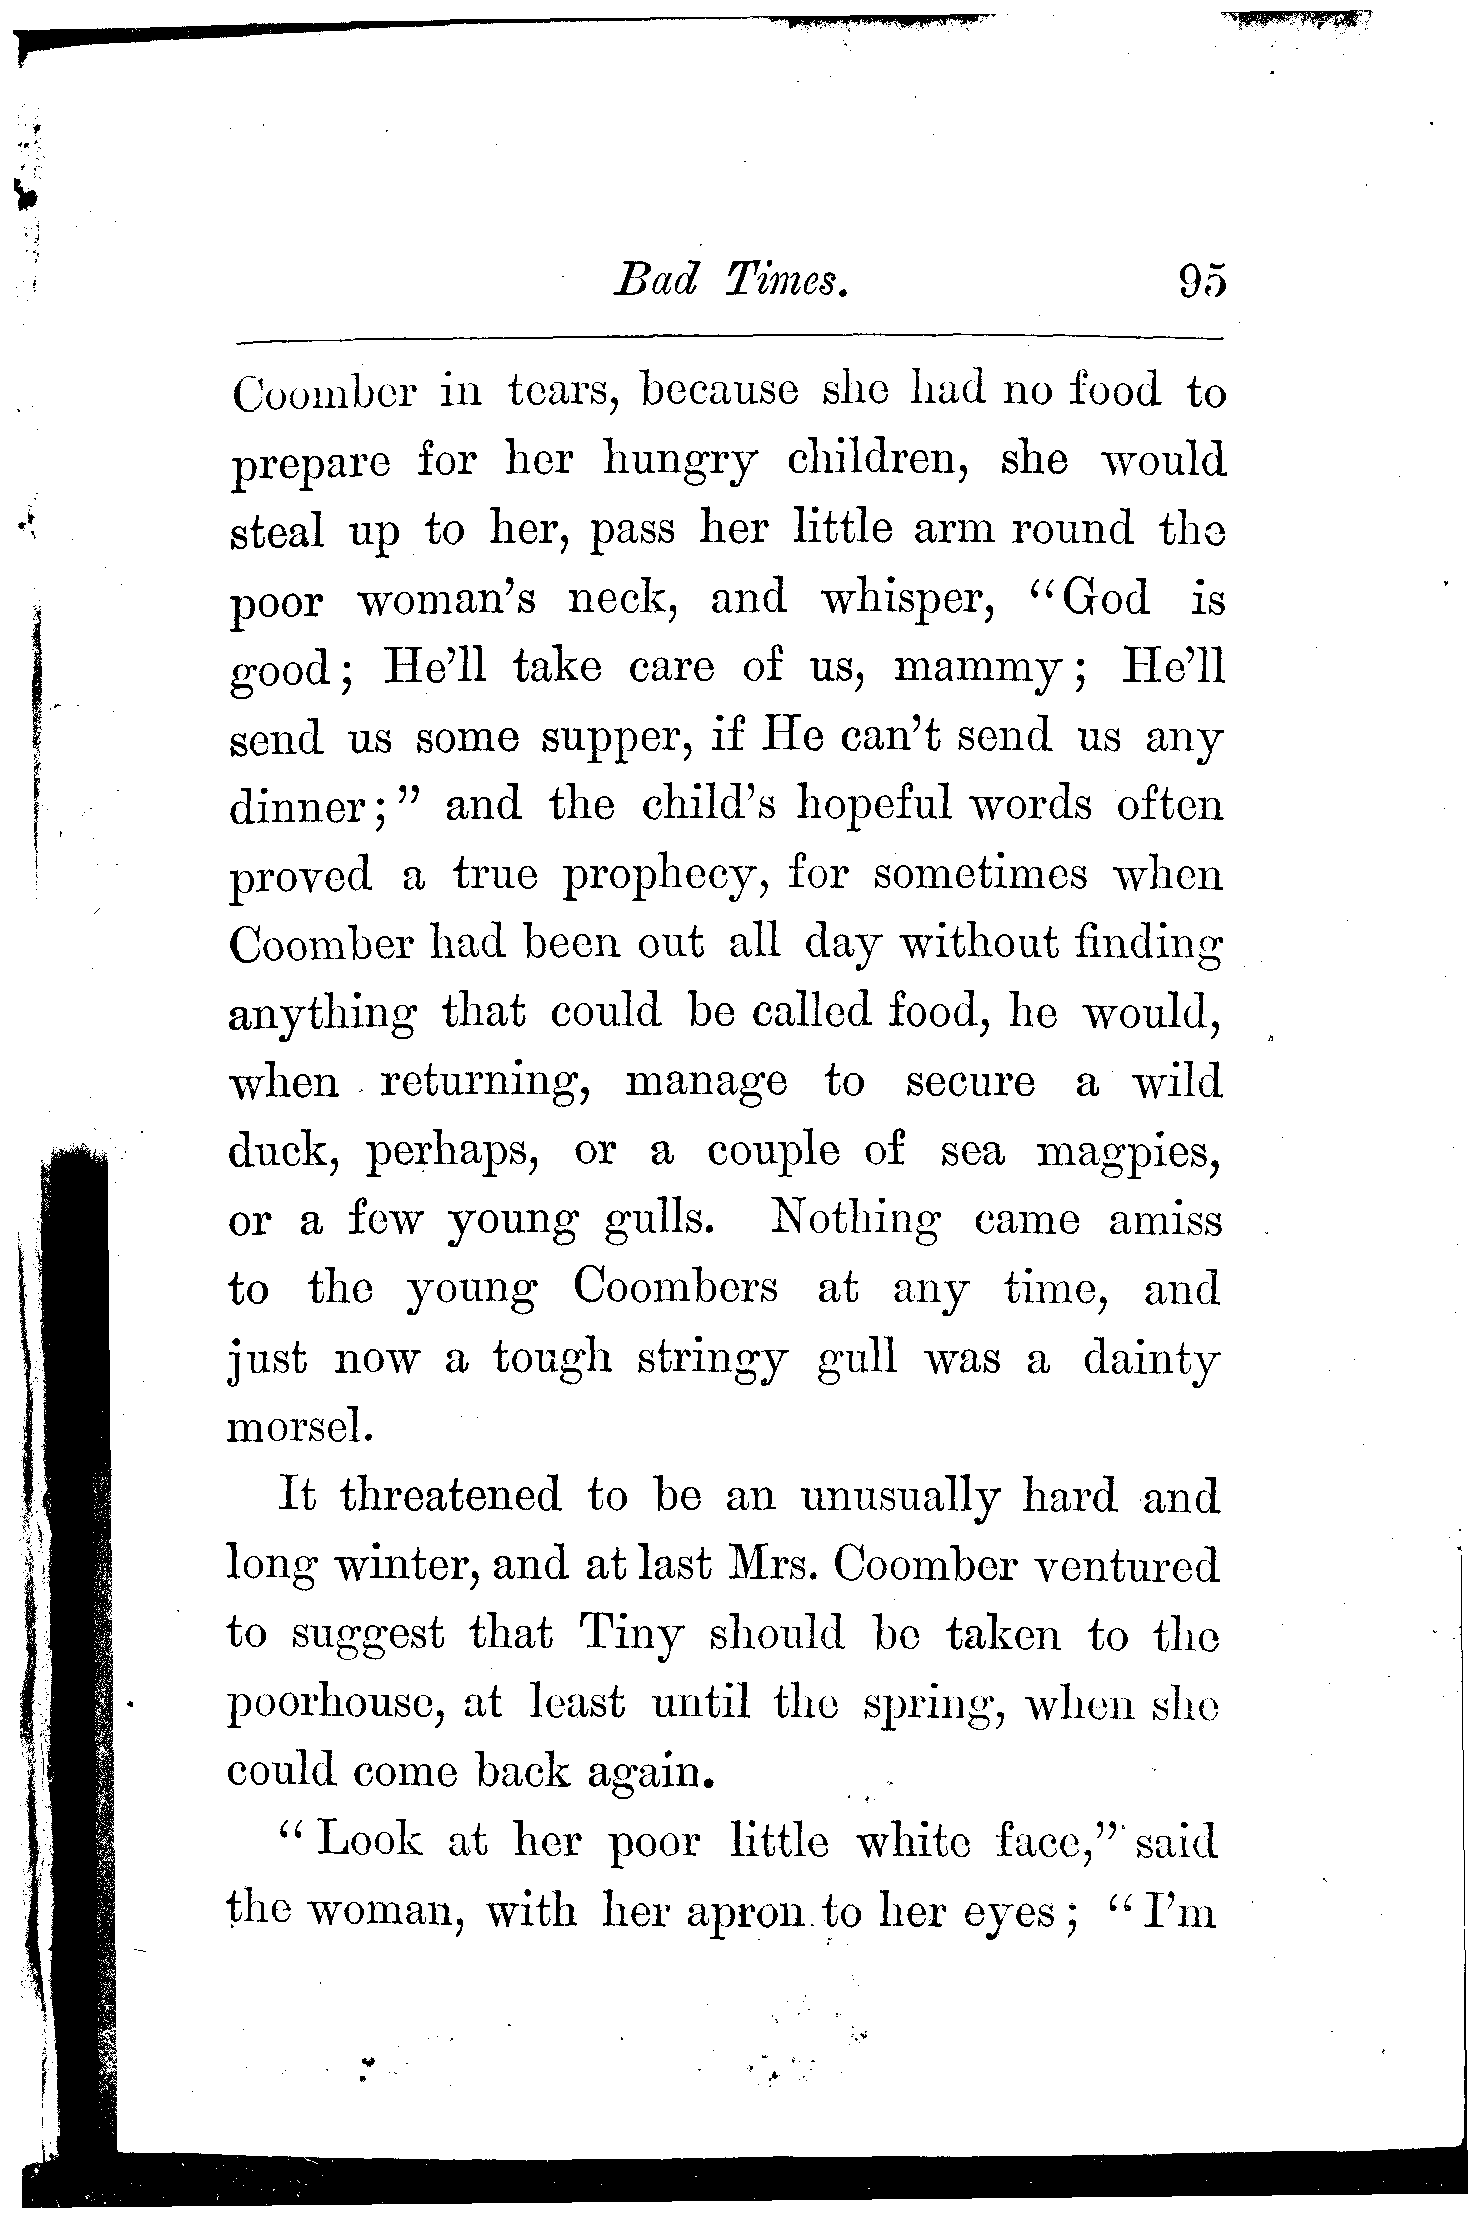 Bad Times. 95
Coomber in tears, because she had no food to
prepare for her hungry children, she would
steal up to her, pass her little arm round the
poor woman's neck, and whisper, "God is
good; He'll take care of us, mammy; He'll
send us some supper, if He can't send us any
dinner;" and the child's hopeful words often
proved a true prophecy, for sometimes when
Coomber had been out all day without finding
anything that could be called food, he would,
when returning, manage to secure a wild
duck, perhaps, or a couple of sea magpies,
or a few young gulls. Nothing came amiss
to the young Coombers at any time, and
just now a tough stringy gull was a dainty
morsel.
It threatened to be an unusually hard and
long winter, and at last Mrs. Coomber ventured
to suggest that Tiny should be taken to the
poorhouse, at least until the spring, when she
could come back again.
"Look at her poor little white face," said
the woman, with her apron to her eyes; "I'm